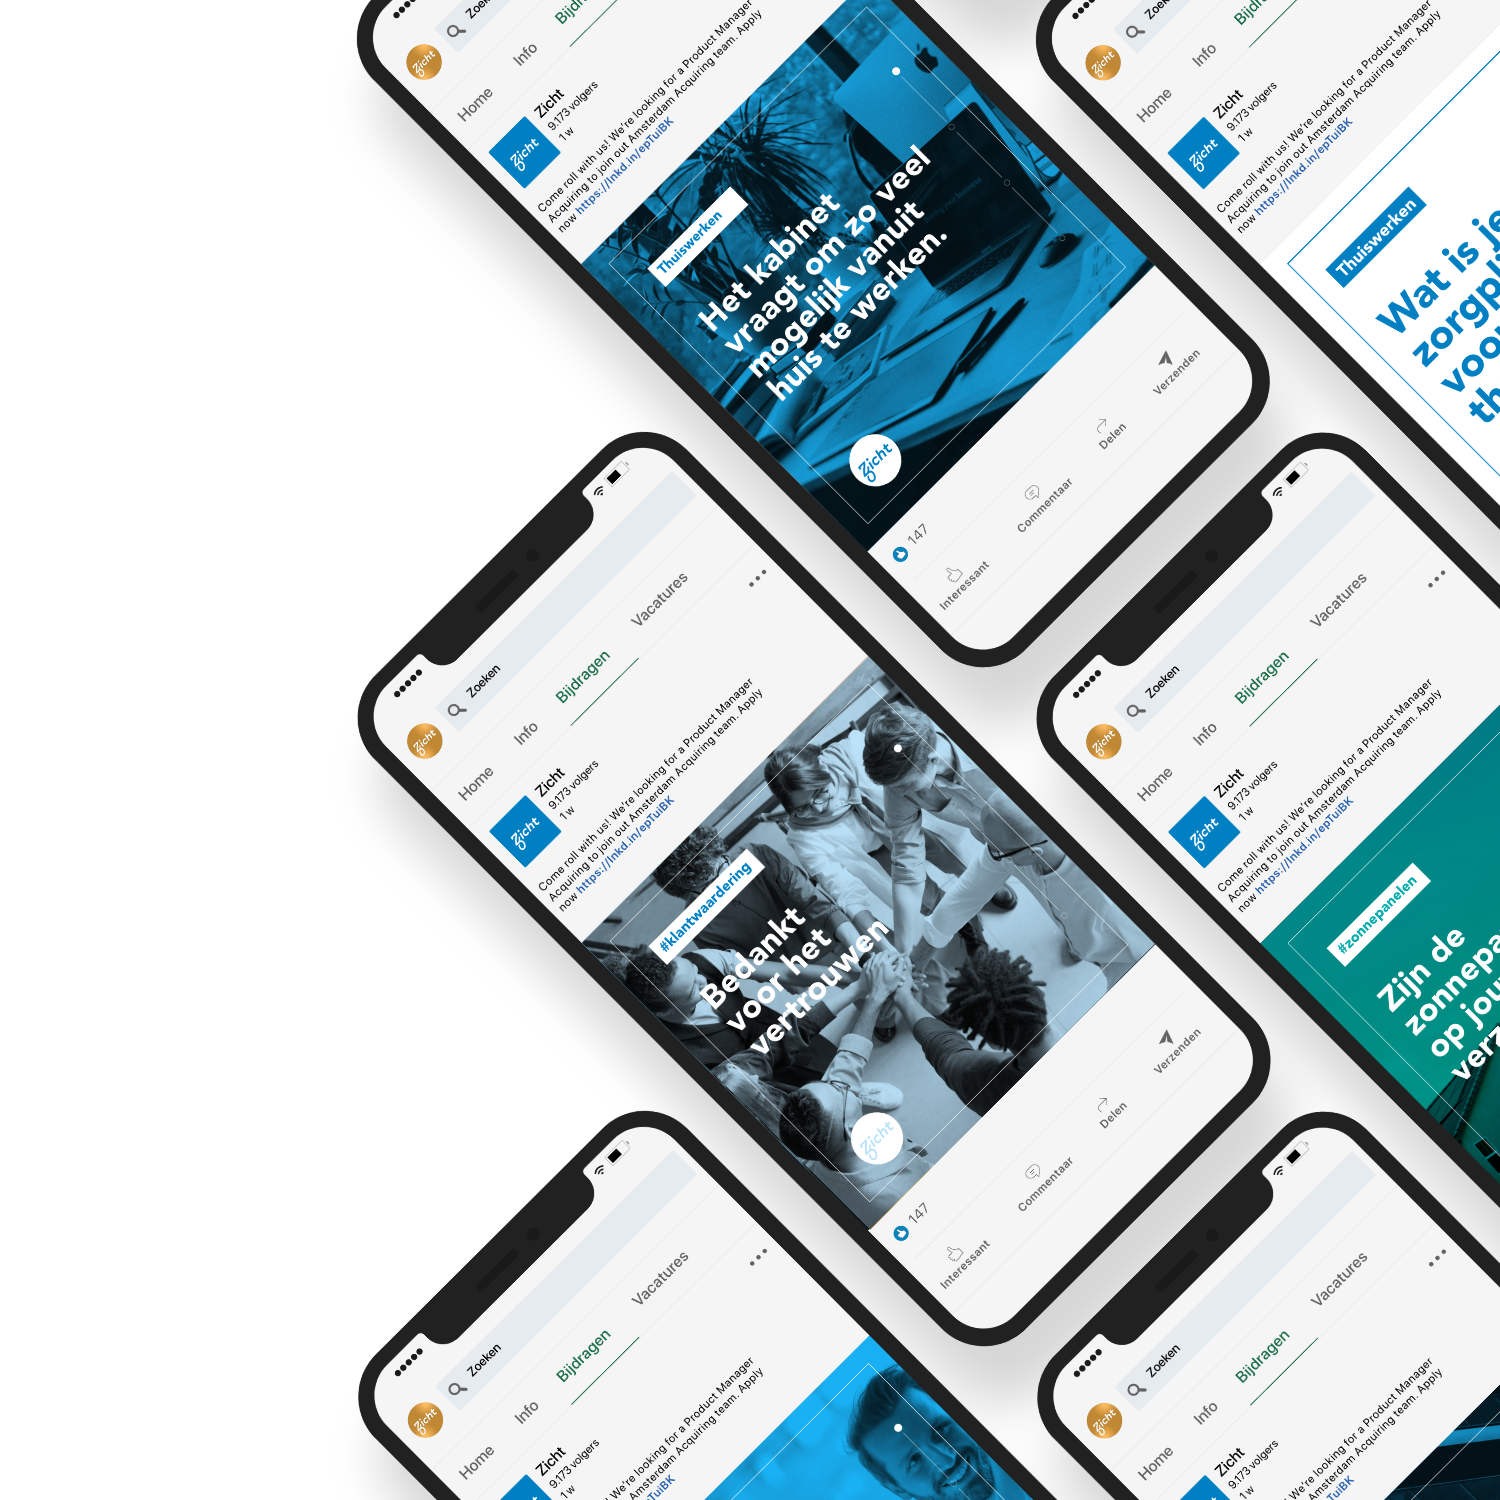 Zoeken
Zicht
Home
Info
Bijdragen
Zicht
Zicht
9.173 volgers
1 w
Come roll with us! We're looking for a Product Manager
Acquiring to join out Amsterdam Acquiring team. Apply
now https://lnkd.in/epTuiBK
Thuiswerken
Het kabinet
vraagt om zo veel
mogelijk vanuit
huis te werken.
Zicht
147
Interessant
Commentaar
Delen
Verzenden
Zicht
Home
Info
Zicht
Zicht
9.173 volgers
1 w
Come roll with us! We're looking for a Product Manager
Acquiring to join out Amsterdam Acquiring team. Apply
now https://lnkd.in/epTuiBK
Thuiswerken
Wat is je
Zoeken
Zicht
Home
Info
Bijdragen
Vacatures
Zicht
Zicht
9.173 volgers
1 w
Come roll with us! We're looking for a Product Manager
Acquiring to join out Amsterdam Acquiring team. Apply
now https://lnkd.in/epTuiBK
#klantwaardering
Bedankt
voor het
vertrouwen
Zicht
147
Interessant
Commentaar
Delen
Verzenden
Zoeken
Zicht
Home
Info
Bijdragen
Vacatures
Zicht
Zicht
9.173 volgers
1 w
Come roll with us! We're looking for a Product Manager
Acquiring to join out Amsterdam Acquiring team. Apply
now https://lnkd.in/epTuiBK
#zonnepanelen
Zijn de
op
Zoeken
Zicht
Home
Info
Bijdragen
Vacatures
Zicht
9.173 volgers
1 w
We're looking for a Product Manager
Amsterdam Acquiring team. Apply
Zoeken
Zicht
Home
Info
Bijdragen
Vacatures
Zicht
9.173 volgers
1 w
We're looking for a Product Manager
Amsterdam Acquiring team. Apply